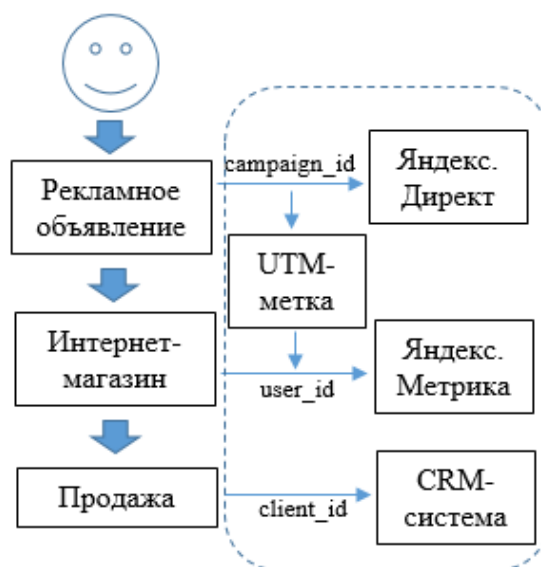 campaign_id
Рекламное
объявление
Яндекс.
Директ
UTM-
метка
Интернет-
магазин
user_id
Яндекс.
Метрика
Продажа
client_id
CRM-
система